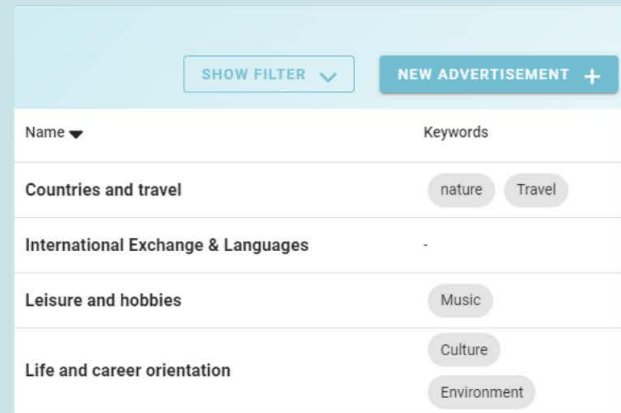 SHOW FILTER NEW ADVERTISEMENT +
Name Keywords
Countries and travel nature Travel
International Exchange & Languages -
Leisure and hobbies Music
Culture
Life and career orientation
Environment